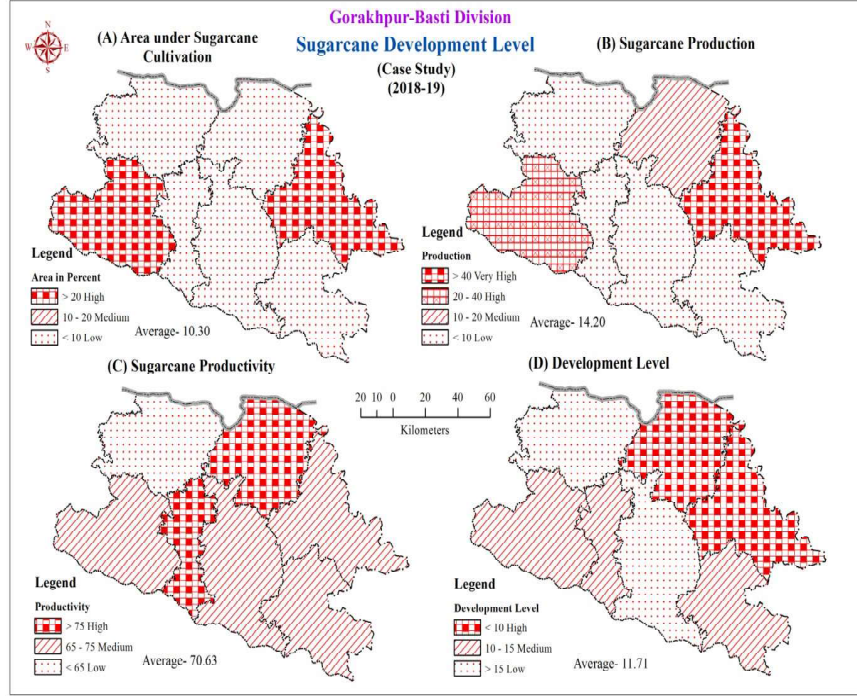 Gorakhpur-Basti Division
Sugarcane Development Level
(Case Study)
(2018-19)
N
W E
S
(A) Area under Sugarcane
Cultivation
Legend
Area in Percent
> 20 High
10 - 20 Medium
< 10 Low
Average- 10.30
(B) Sugarcane Production
Legend
Production
> 40 Very High
20 - 40 High
10 - 20 Medium
< 10 Low
Average- 14.20
(C) Sugarcane Productivity
Legend
Productivity
> 75 High
65 - 75 Medium
< 65 Low
Average- 70.63
20 10 0 20 40 60
Kilometers
(D) Development Level
Legend
Development Level
< 10 High
10 - 15 Medium
> 15 Low
Average- 11.71